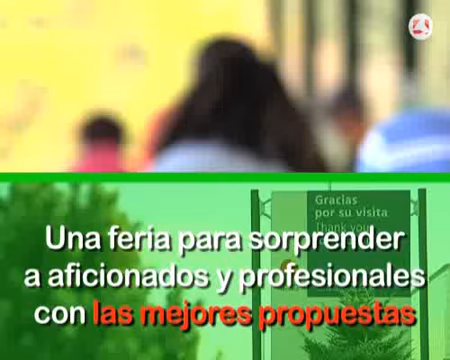 Gracias
por su visita
Thank you
Una feria para sorprender
a aficionados y profesionales
con las mejores propuestas